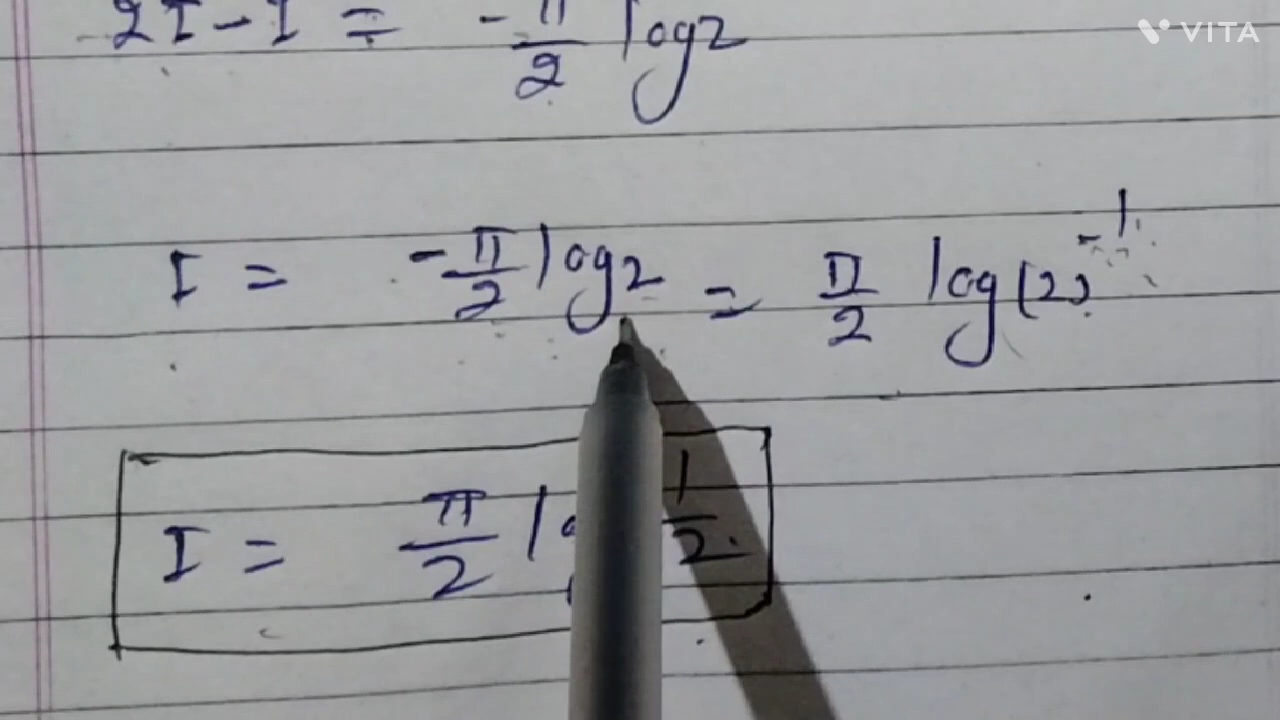 VITA
2I - I = -π/2 log2
I = -π/2 log2 = π/2 log(2)^-1
I = π/2 1/2